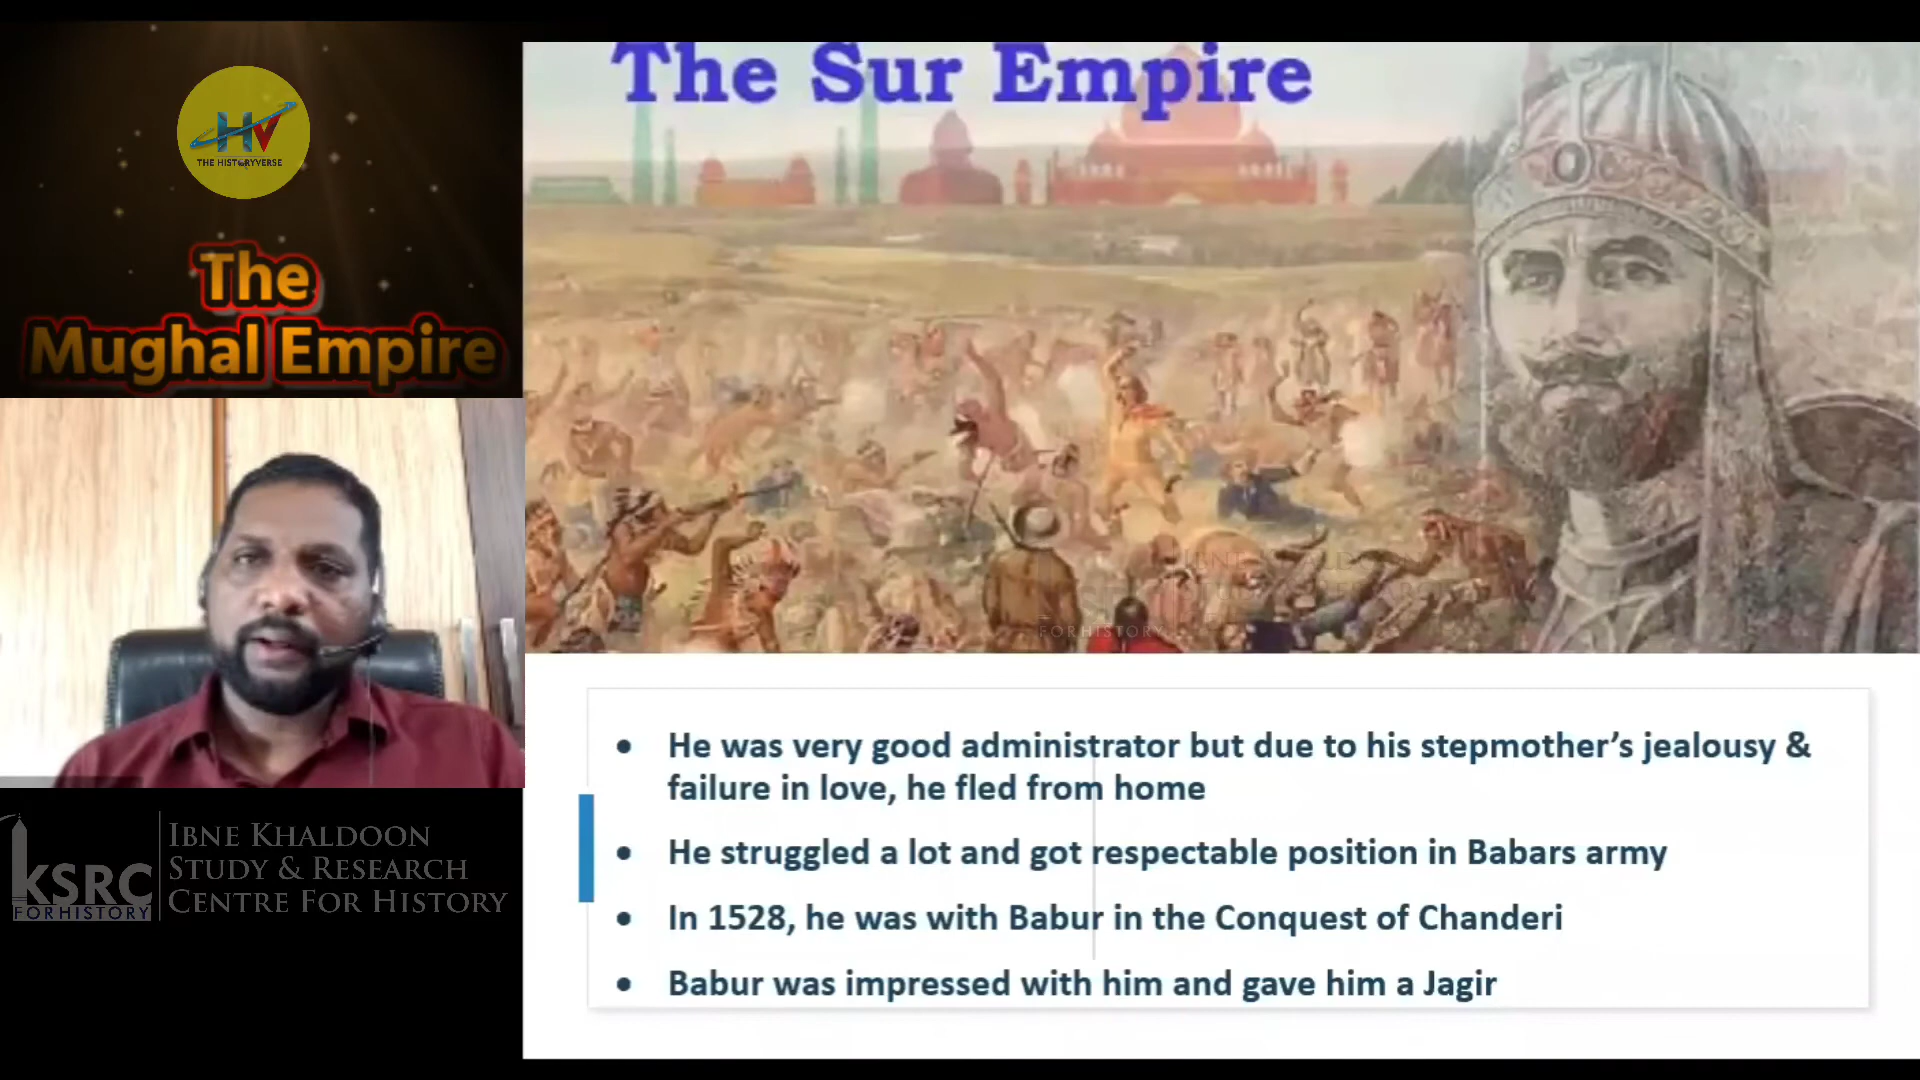 The Sur Empire
HV
THE HISTORYVERSE
The
Mughal Empire
KSRC
FORHISTORY
IBNE KHALDOON
STUDY & RESEARCH
CENTRE FOR HISTORY
FORHISTORY
• He was very good administrator but due to his stepmother’s jealousy &
failure in love, he fled from home
• He struggled a lot and got respectable position in Babars army
• In 1528, he was with Babur in the Conquest of Chanderi
• Babur was impressed with him and gave him a Jagir